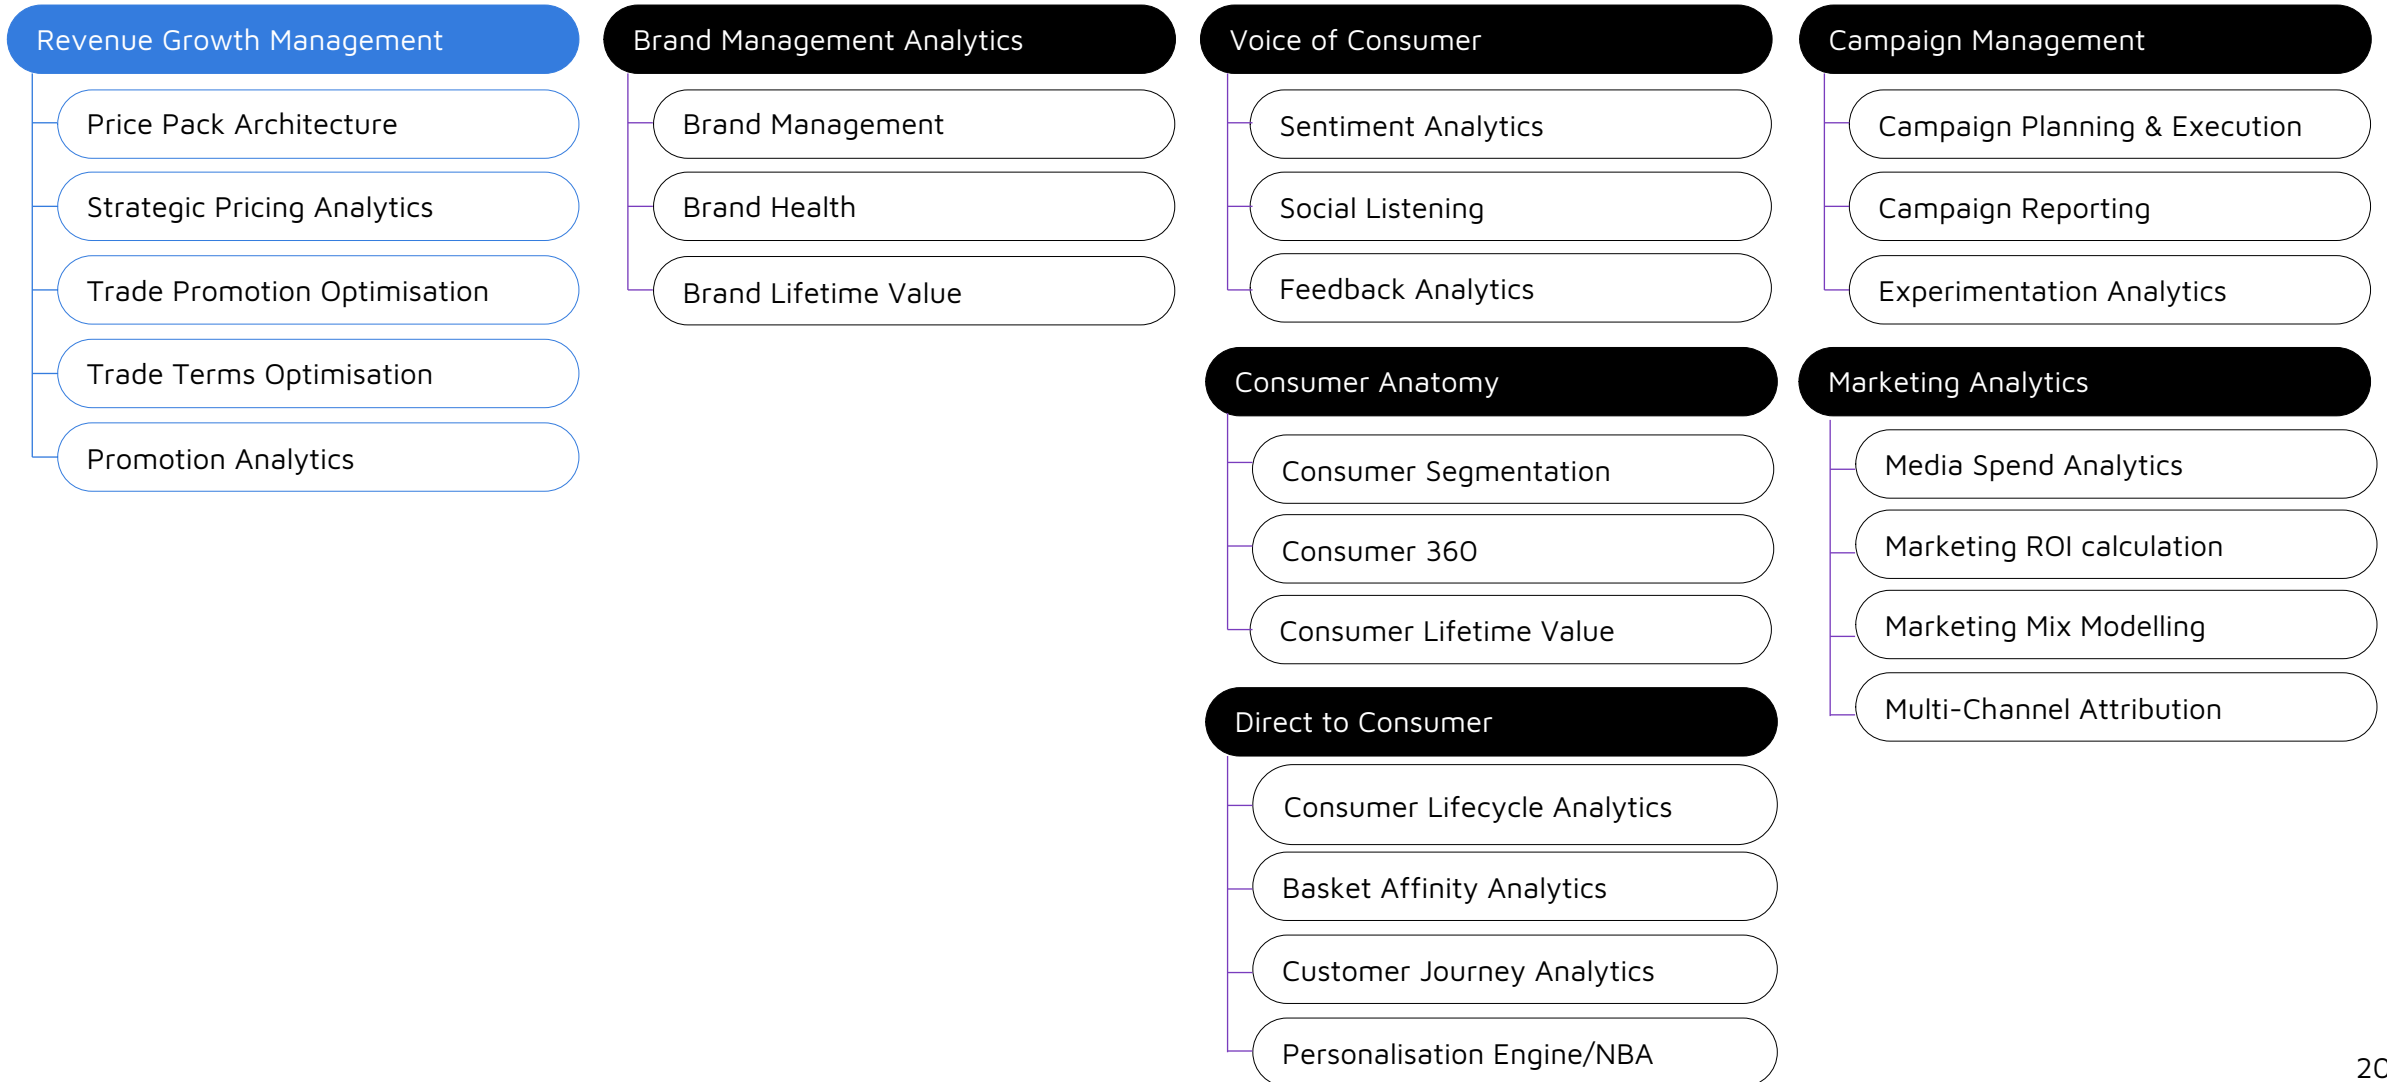 Revenue Growth Management
Price Pack Architecture
Strategic Pricing Analytics
Trade Promotion Optimisation
Trade Terms Optimisation
Promotion Analytics
Brand Management Analytics
Brand Management
Brand Health
Brand Lifetime Value
Voice of Consumer
Sentiment Analytics
Social Listening
Feedback Analytics
Consumer Anatomy
Consumer Segmentation
Consumer 360
Consumer Lifetime Value
Direct to Consumer
Consumer Lifecycle Analytics
Basket Affinity Analytics
Customer Journey Analytics
Personalisation Engine/NBA
Campaign Management
Campaign Planning & Execution
Campaign Reporting
Experimentation Analytics
Marketing Analytics
Media Spend Analytics
Marketing ROI calculation
Marketing Mix Modelling
Multi-Channel Attribution
20